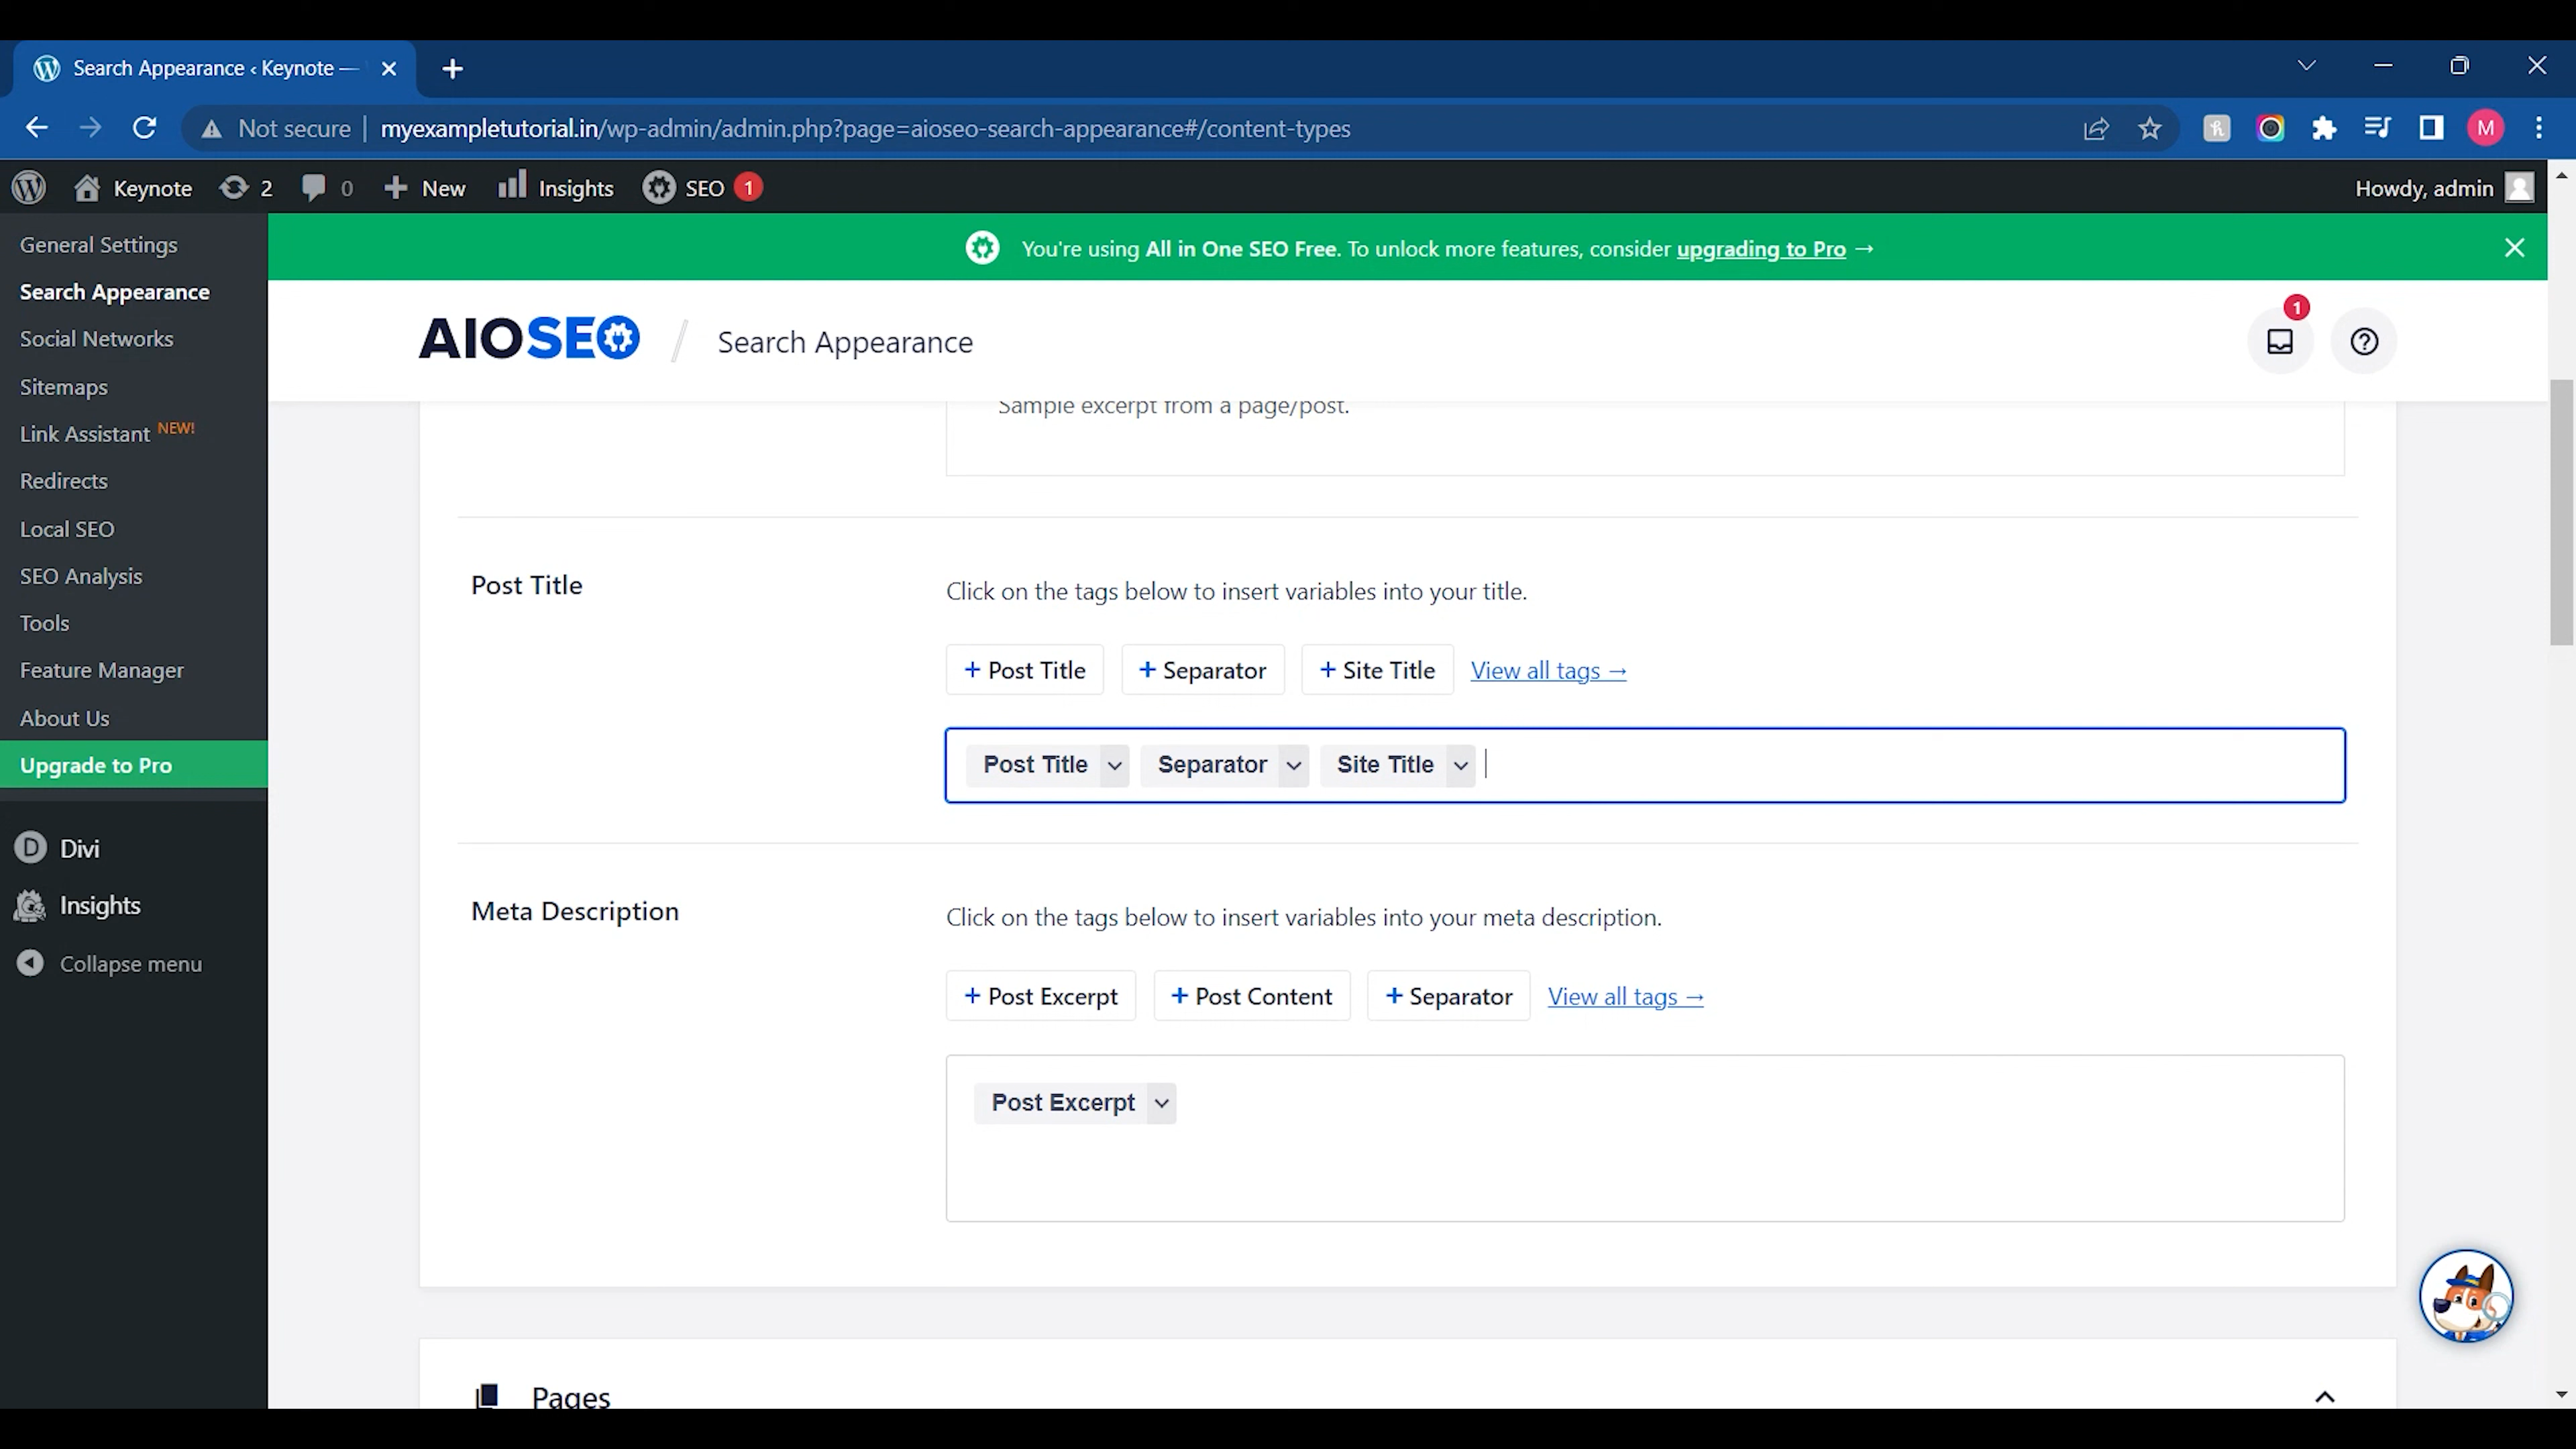 Search Appearance ‹ Keynote —
Not secure myexampletutorial.in/wp-admin/admin.php?page=aioseo-search-appearance#/content-types M
Keynote 2 0 New Insights SEO 1 Howdy, admin
General Settings
Search Appearance
Social Networks
Sitemaps
Link Assistant NEW!
Redirects
Local SEO
SEO Analysis
Tools
Feature Manager
About Us
Upgrade to Pro
Divi
Insights
Collapse menu
You're using All in One SEO Free. To unlock more features, consider upgrading to Pro →
AIOSEO / Search Appearance
1
Sample excerpt from a page/post.
Post Title
Click on the tags below to insert variables into your title.
+ Post Title + Separator + Site Title View all tags →
Post Title Separator Site Title
Meta Description
Click on the tags below to insert variables into your meta description.
+ Post Excerpt + Post Content + Separator View all tags →
Post Excerpt
Pages